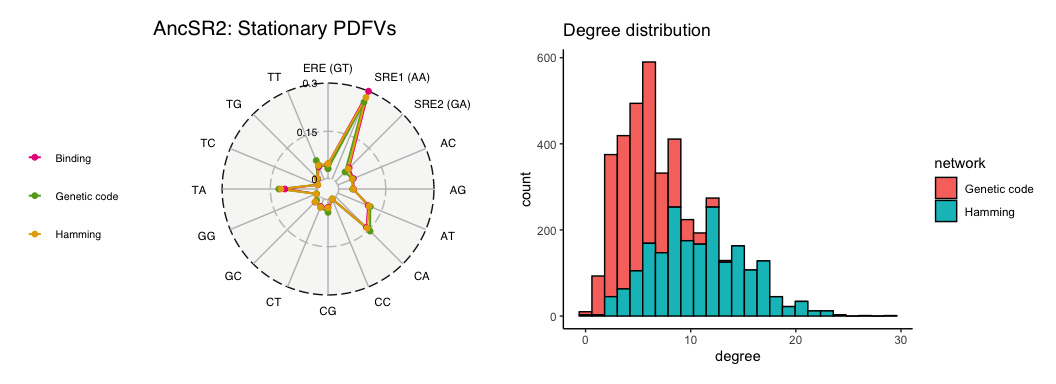 AncSR2: Stationary PDFVs
ERE (GT)
SRE1 (AA)
SRE2 (GA)
AC
AG
AT
CA
CC
CG
CT
GC
GG
TA
TC
TG
TT
0.3
0.15
0
Binding
Genetic code
Hamming
Degree distribution
600
400
200
0
count
0 10 20 30
degree
network
Genetic code
Hamming